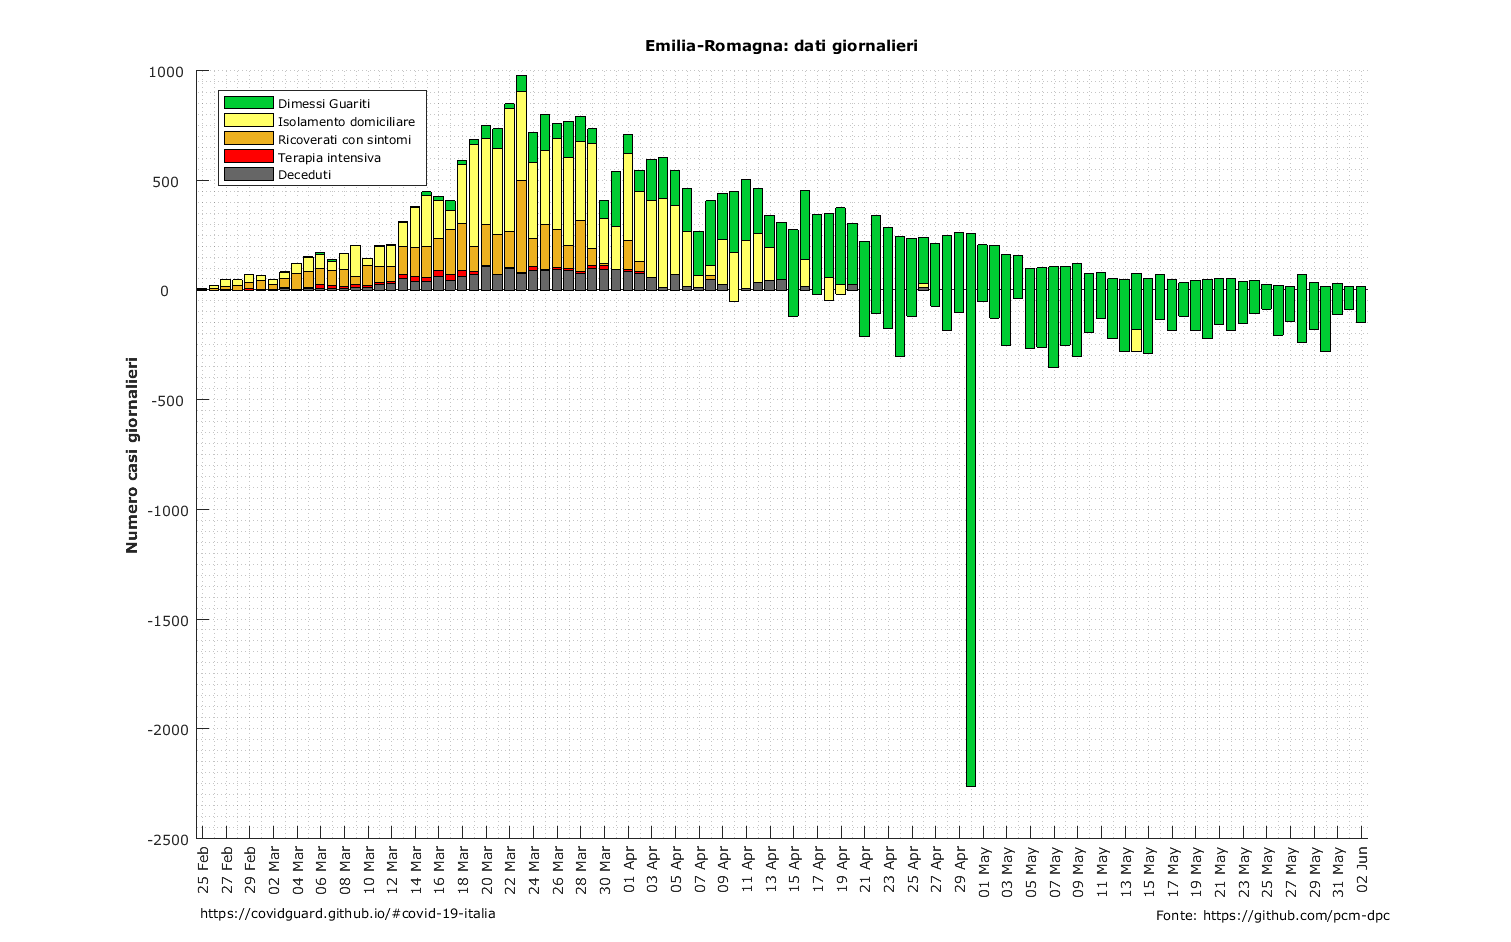 Emilia-Romagna: dati giornalieri
1000
500
0
-500
-1000
-1500
-2000
-2500
Numero casi giornalieri
Dimessi Guariti
Isolamento domiciliare
Ricoverati con sintomi
Terapia intensiva
Deceduti
25 Feb
27 Feb
29 Feb
02 Mar
04 Mar
06 Mar
08 Mar
10 Mar
12 Mar
14 Mar
16 Mar
18 Mar
20 Mar
22 Mar
24 Mar
26 Mar
28 Mar
30 Mar
01 Apr
03 Apr
05 Apr
07 Apr
09 Apr
11 Apr
13 Apr
15 Apr
17 Apr
19 Apr
21 Apr
23 Apr
25 Apr
27 Apr
29 Apr
01 May
03 May
05 May
07 May
09 May
11 May
13 May
15 May
17 May
19 May
21 May
23 May
25 May
27 May
29 May
31 May
02 Jun
https://covidguard.github.io/#covid-19-italia
Fonte: https://github.com/pcm-dpc